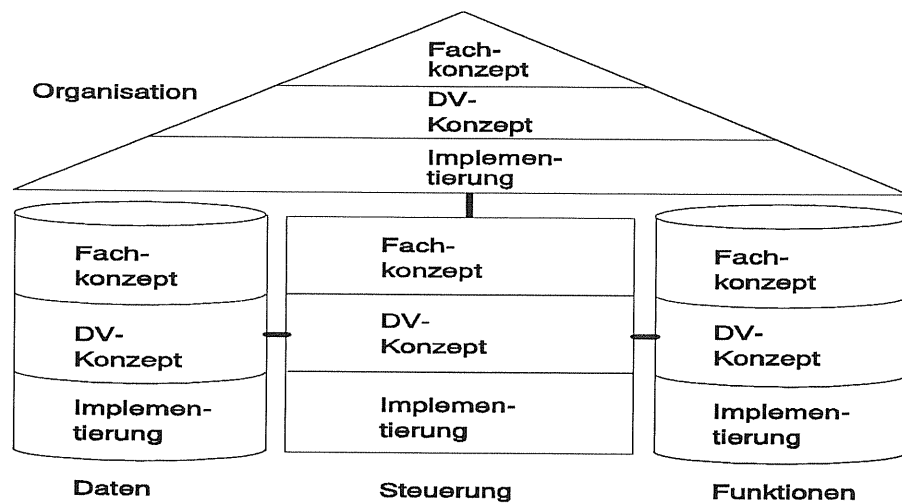 Fach-
konzept
Organisation
DV-
Konzept
Implemen-
tierung
Fach-
konzept
DV-
Konzept
Implemen-
tierung
Daten
Fach-
konzept
DV-
Konzept
Implemen-
tierung
Steuerung
Fach-
konzept
DV-
Konzept
Implemen-
tierung
Funktionen